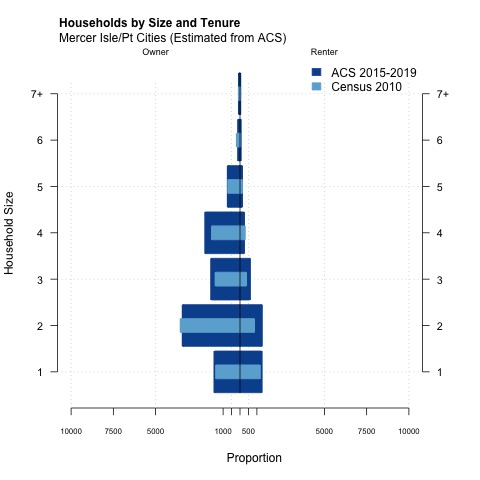 Households by Size and Tenure
Mercer Isle/Pt Cities (Estimated from ACS)
Owner
Renter
ACS 2015-2019
Census 2010
7+
7+
6
6
5
5
4
4
3
3
2
2
1
1
Household Size
10000 7500 5000 1000 500 5000 7500 10000
Proportion